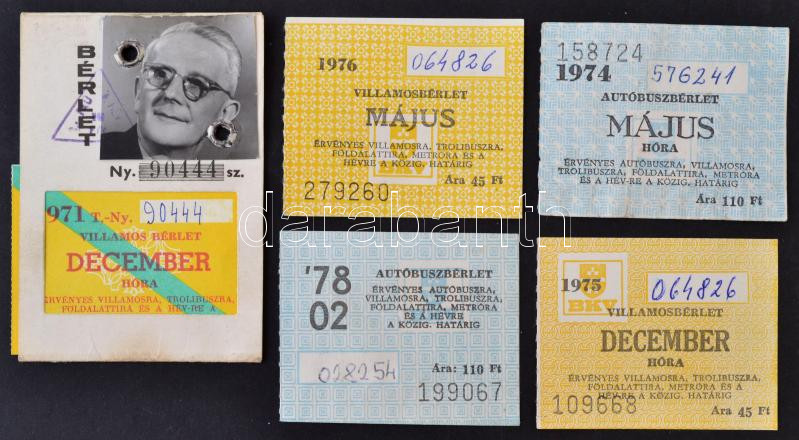 BÉRLET
Ny. 90444 sz.
971 T.-Ny. 90444
VILLAMOS BÉRLET
DECEMBER
HÓRA
ÉRVÉNYES VILLAMOSRA, TROLIBUSZRA,
FÖLDALATTIRA ÉS A HÉV-RE A
1976 064826
VILLAMOSBÉRLET
MÁJUS
ÉRVÉNYES VILLAMOSRA, TROLIBUSZRA,
FÖLDALATTIRA, METRÓRA ÉS A
HÉVRE A KÖZIG. HATÁRIG
Ára 45 Ft
279260
158724
1974 576241
AUTÓBUSZBÉRLET
MÁJUS
HÓRA
ÉRVÉNYES AUTÓBUSZRA, VILLAMOSRA,
TROLIBUSZRA, FÖLDALATTIRA, METRÓRA
ÉS A HÉV-RE A KÖZIG. HATÁRIG
Ára 110 Ft
'78
02
AUTÓBUSZBÉRLET
ÉRVÉNYES AUTÓBUSZRA,
VILLAMOSRA, TROLIBUSZRA,
FÖLDALATTIRA, METRÓRA
ÉS A HÉVRE
A KÖZIG. HATÁRIG
028254
Ára: 110 Ft
199067
1975 064826
BKV
VILLAMOSBÉRLET
DECEMBER
HÓRA
ÉRVÉNYES VILLAMOSRA, TROLIBUSZRA,
FÖLDALATTIRA, METRÓRA ÉS A
HÉV-RE A KÖZIG. HATÁRIG
109668
Ára 45 Ft
darabanth